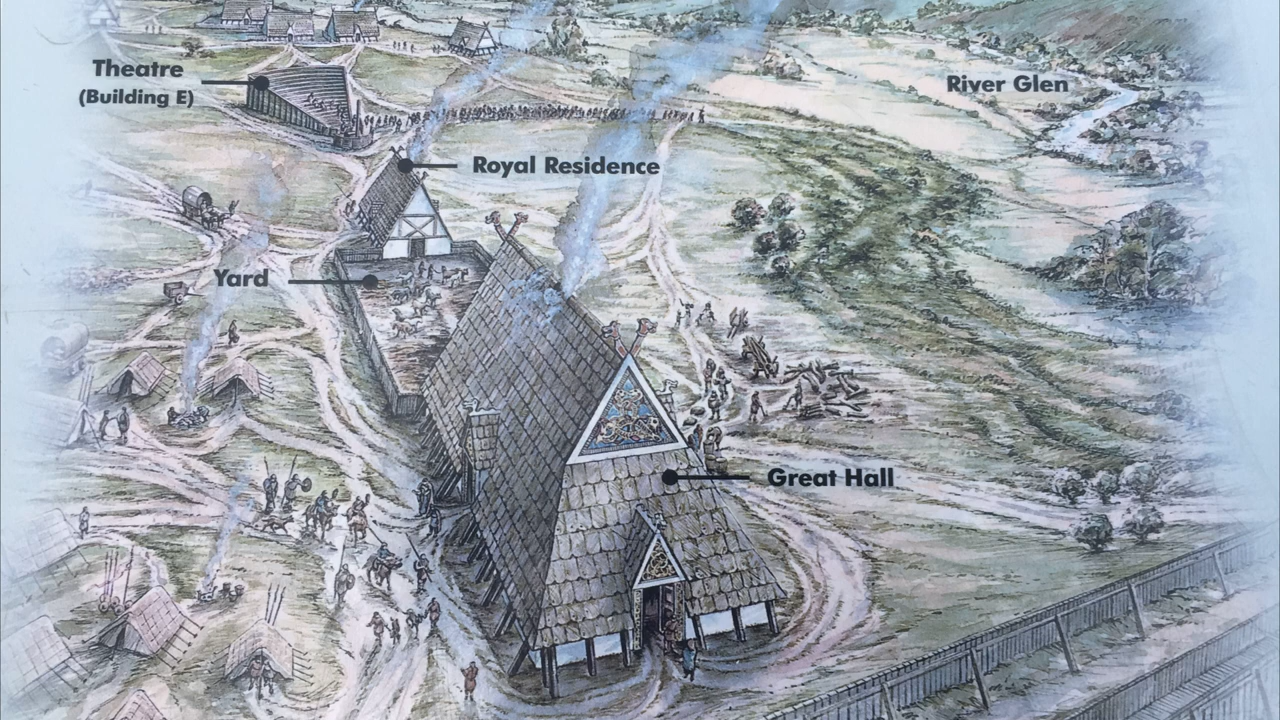 Theatre
(Building E)
River Glen
Royal Residence
Yard
Great Hall